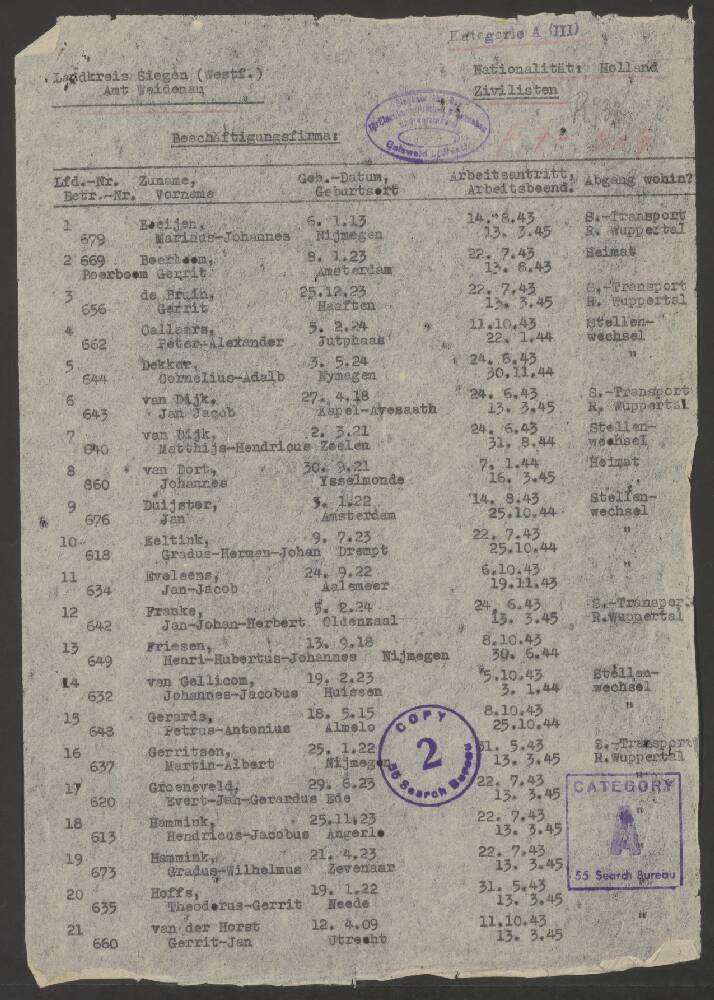 Kategorie A (III)
Landkreis Siegen (Westf.)
Amt Weidenau
Nationalität: Holland
Zivilisten
Beschäftigungsfirma:
Geisweid
Lfd.-Nr. Zuname, Geb.-Datum, Arbeitsantritt, Abgang wohin?
Betr.-Nr. Vorname Geburtsort Arbeitsbeend.
1 Beeijen, 6. 1.13 14. 8.43 S.-Transport
679 Marinus-Johannes Nijmegen 13. 3.45 R. Wuppertal
2 669 Beerboom, 8. 1.23 22. 7.43 Heimat
Beerboom Gerrit Amsterdam 13. 8.43
3 de Bruin, 25.12.23 22. 7.43 S.-Transport
656 Gerrit Haaften 13. 3.45 R. Wuppertal
4 Cailaars, 5. 2.24 11.10.43 Stellen-
662 Peter-Alexander Jutphaas 22. 1.44 wechsel
5 Dekker, 3. 5.24 24. 6.43 "
644 Cornelius-Adalb Nymegen 30.11.44
6 van Dijk, 27. 4.18 24. 6.43 S.-Transport
643 Jan Jacob Kapel-Avesaath 13. 3.45 R. Wuppertal
7 van Dijk, 2. 3.21 24. 6.43 Stellen-
640 Matthijs-Hendricus Zeelen 31. 8.44 wechsel
8 van Dort, 30. 9.21 7. 1.44 Heimat
860 Johannes Ysselmonde 16. 3.45
9 Duijster, 3. 1.22 14. 8.43 Stellen-
676 Jan Amsterdam 25.10.44 wechsel
10 Eeltink, 9. 7.23 22. 7.43 "
618 Gradus-Herman-Johan Drempt 25.10.44
11 Eveleens, 24. 9.22 6.10.43 "
634 Jan-Jacob Aalsmeer 19.11.43
12 Franke, 5. 2.24 24. 6.43 S.-Transpor.
642 Jan-Johan-Herbert Oldenzaal 13. 3.45 R.Wuppertal
13 Friesen, 13. 9.18 8.10.43
649 Henri-Hubertus-Johannes Nijmegen 30. 6.44
14 van Gellicom, 19. 2.23 5.10.43 Stellen-
632 Johannes-Jacobus Huissen 3. 1.44 wechsel
15 Gerards, 18. 5.15 8.10.43 "
648 Petrus-Antonius Almelo 25.10.44
16 Gerritsen, 25. 1.22 31. 5.43 S.-Transport
637 Martin-Albert Nijmegen 13. 3.45 R.Wuppertal
17 Groeneveld, 29. 6.23 22. 7.43 "
620 Evert-Jan-Gerardus Ede 13. 3.45
18 Hammink, 25.11.23 22. 7.43 "
613 Hendricus-Jacobus Angerlo 13. 3.45
19 Hammink, 21. 4.23 22. 7.43
673 Gradus-Wilhelmus Zevenaar 13. 3.45
20 Hoffs, 19. 1.22 31. 5.43 "
635 Theodorus-Gerrit Neede 13. 3.45
21 van der Horst 12. 4.09 11.10.43 "
660 Gerrit-Jan Utrecht 13. 3.45
COPY
2
55 Search Bureau
CATEGORY
A
55 Search Bureau